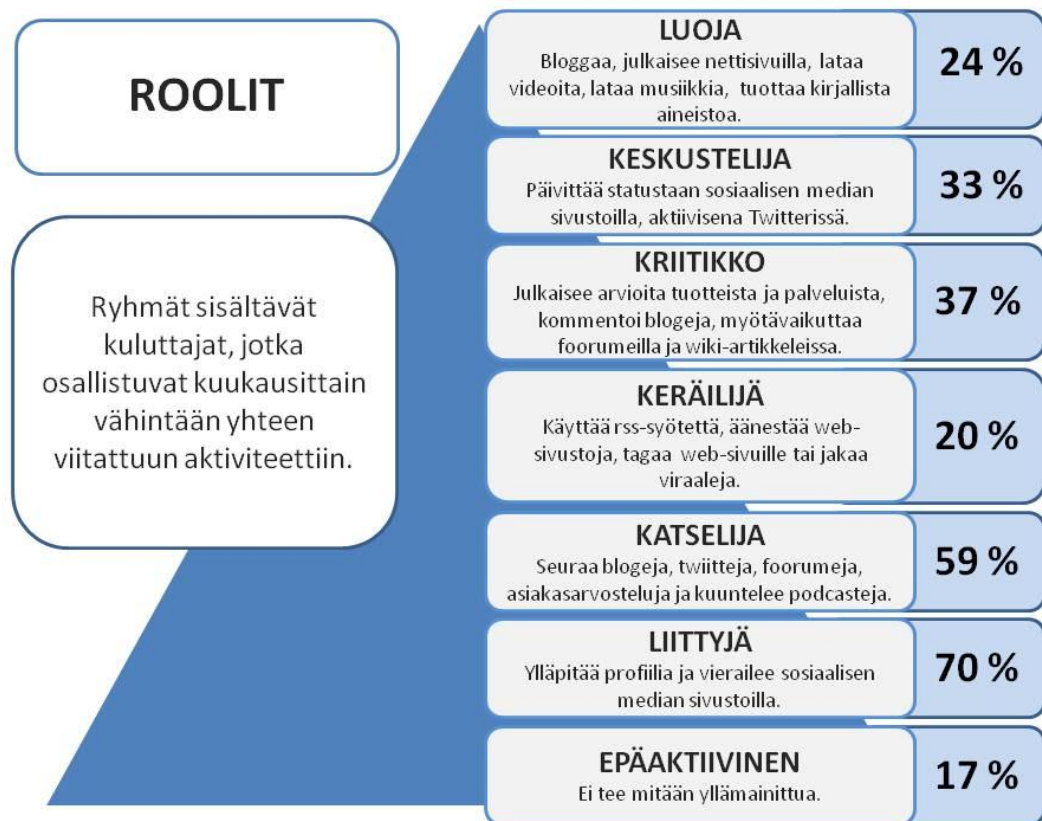 ROOLIT
Ryhmät sisältävät
kuluttajat, jotka
osallistuvat kuukausittain
vähintään yhteen
viitattuun aktiviteettiin.
LUOJA
Bloggaa, julkaisee nettisivuilla, lataa
videoita, lataa musiikkia, tuottaa kirjallista
aineistoa.
24 %
KESKUSTELIJA
Päivittää statustaan sosiaalisen median
sivustoilla, aktiivisena Twitterissä.
33 %
KRIITIKKO
Julkaisee arvioita tuotteista ja palveluista,
kommentoi blogeja, myötävaikuttaa
foorumeilla ja wiki-artikkeleissa.
37 %
KERÄILIJÄ
Käyttää rss-syötettä, äänestää web-
sivustoja, tagaa web-sivuille tai jakaa
viraaleja.
20 %
KATSELIJA
Seuraa blogeja, twiitteja, foorumeja,
asiakasarvosteluja ja kuuntelee podcasteja.
59 %
LIITTYJÄ
Ylläpitää profiilia ja vierailee sosiaalisen
median sivustoilla.
70 %
EPÄAKTIIVINEN
Ei tee mitään yllämainittua.
17 %